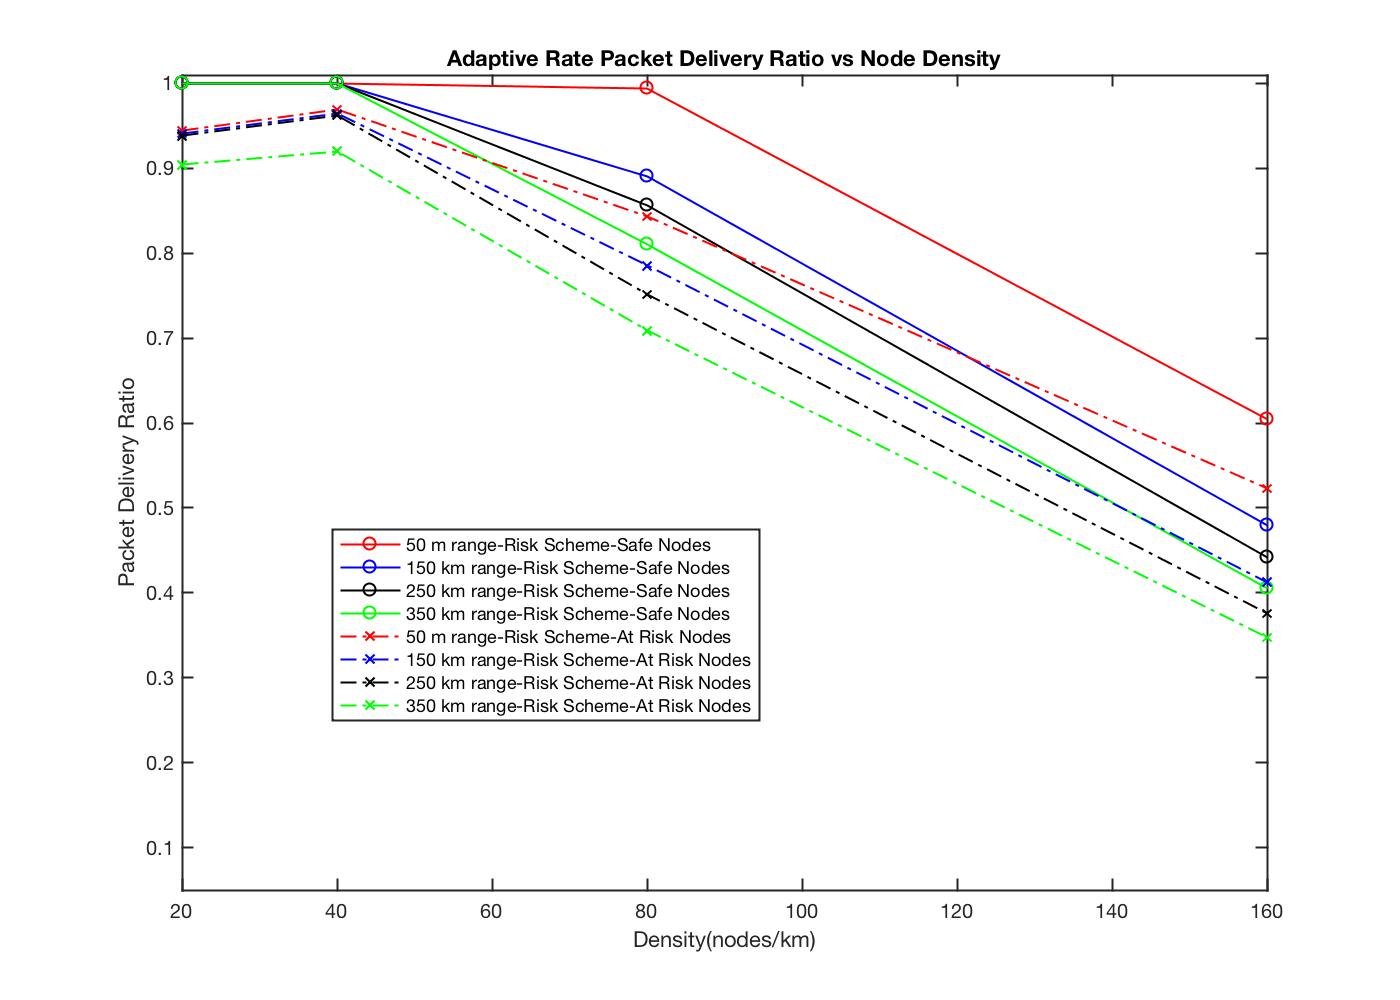 Adaptive Rate Packet Delivery Ratio vs Node Density
1
0.9
0.8
0.7
0.6
0.5
0.4
0.3
0.2
0.1
Packet Delivery Ratio
50 m range-Risk Scheme-Safe Nodes
150 km range-Risk Scheme-Safe Nodes
250 km range-Risk Scheme-Safe Nodes
350 km range-Risk Scheme-Safe Nodes
50 m range-Risk Scheme-At Risk Nodes
150 km range-Risk Scheme-At Risk Nodes
250 km range-Risk Scheme-At Risk Nodes
350 km range-Risk Scheme-At Risk Nodes
20 40 60 80 100 120 140 160
Density(nodes/km)